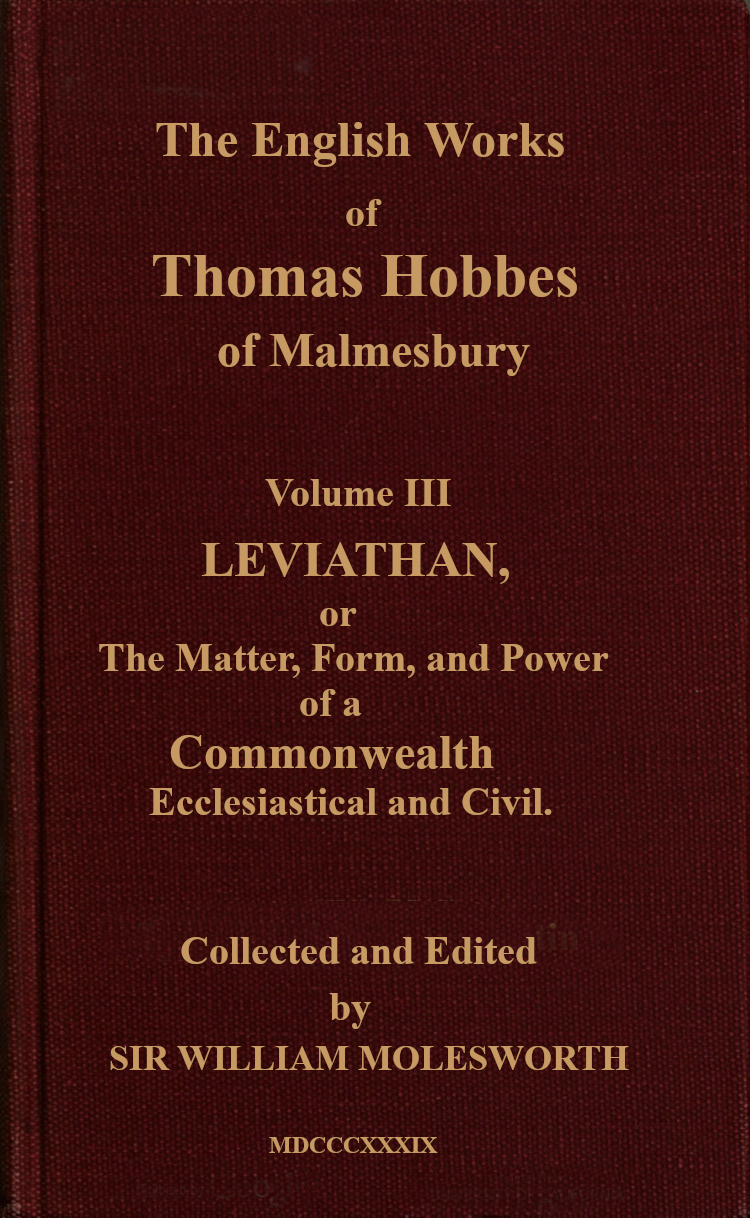 The English Works
of
Thomas Hobbes
of Malmesbury
Volume III
LEVIATHAN,
or
The Matter, Form, and Power
of a
Commonwealth
Ecclesiastical and Civil.
Collected and Edited
by
SIR WILLIAM MOLESWORTH
MDCCCXXXIX